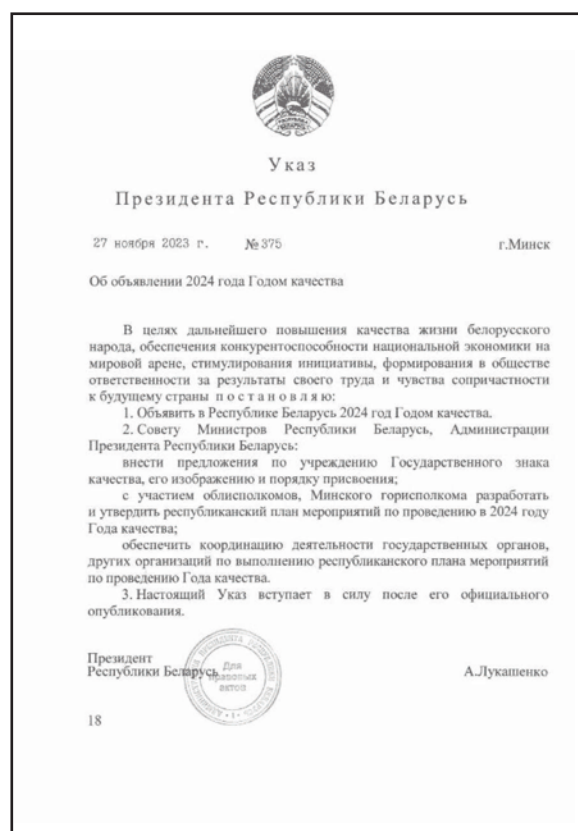 Указ
Президента Республики Беларусь
27 ноября 2023 г. № 375 г.Минск
Об объявлении 2024 года Годом качества
В целях дальнейшего повышения качества жизни белорусского
народа, обеспечения конкурентоспособности национальной экономики на
мировой арене, стимулирования инициативы, формирования в обществе
ответственности за результаты своего труда и чувства сопричастности
к будущему страны постановляю:
1. Объявить в Республике Беларусь 2024 год Годом качества.
2. Совету Министров Республики Беларусь, Администрации
Президента Республики Беларусь:
внести предложения по учреждению Государственного знака
качества, его изображению и порядку присвоения;
с участием облисполкомов, Минского горисполкома разработать
и утвердить республиканский план мероприятий по проведению в 2024 году
Года качества;
обеспечить координацию деятельности государственных органов,
других организаций по выполнению республиканского плана мероприятий
по проведению Года качества.
3. Настоящий Указ вступает в силу после его официального
опубликования.
Президент
Республики Беларусь А.Лукашенко
Для
правовых
актов
18